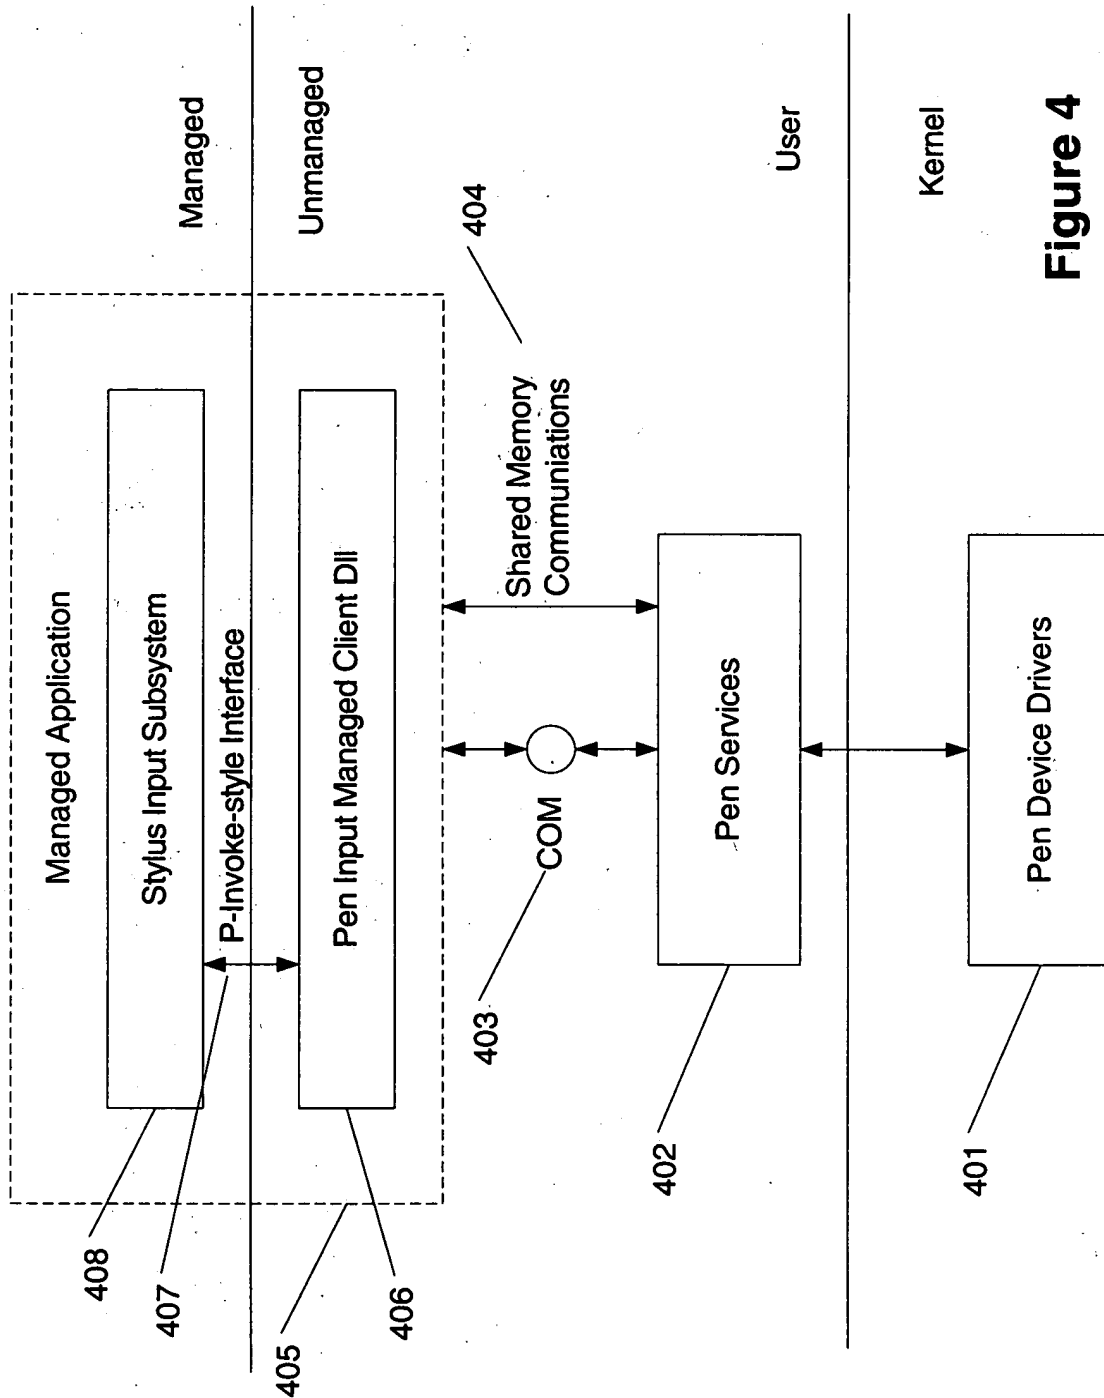 Managed Application
Stylus Input Subsystem
P-Invoke-style Interface
Pen Input Managed Client Dll
Managed
Unmanaged
404
Shared Memory
Communiations
COM
403
Pen Services
User
Kernel
Pen Device Drivers
408
407
405
406
402
401
Figure 4